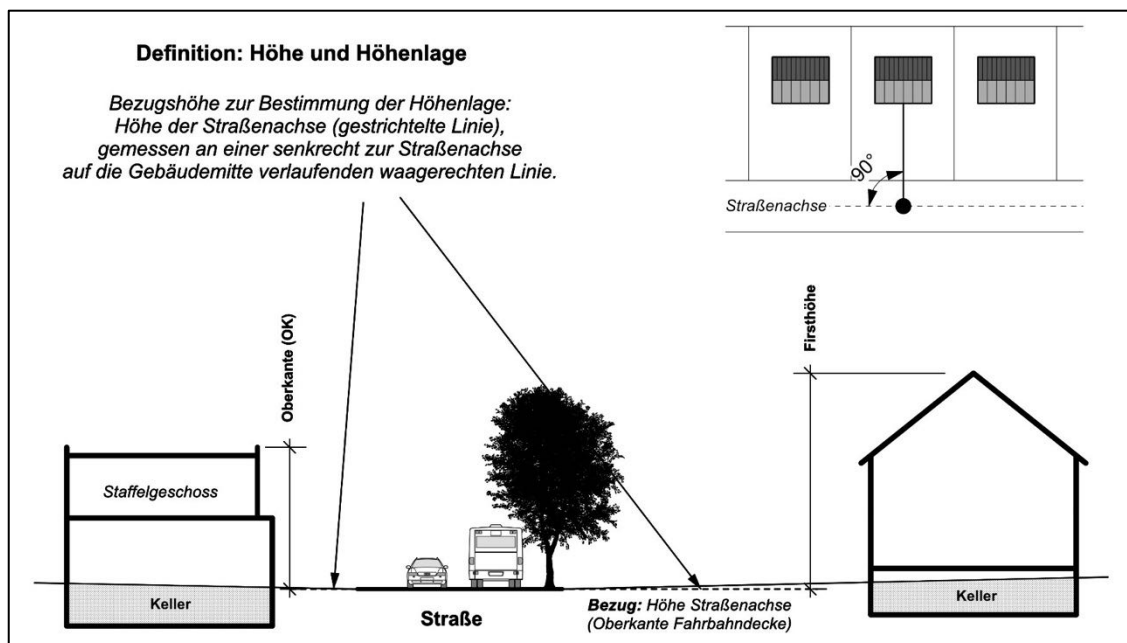 Definition: Höhe und Höhenlage
Bezugshöhe zur Bestimmung der Höhenlage:
Höhe der Straßenachse (gestrichtelte Linie),
gemessen an einer senkrecht zur Straßenachse
auf die Gebäudemitte verlaufenden waagerechten Linie.
90°
Straßenachse
Oberkante (OK)
Firsthöhe
Staffelgeschoss
Keller
Straße
Bezug: Höhe Straßenachse
(Oberkante Fahrbahndecke)
Keller